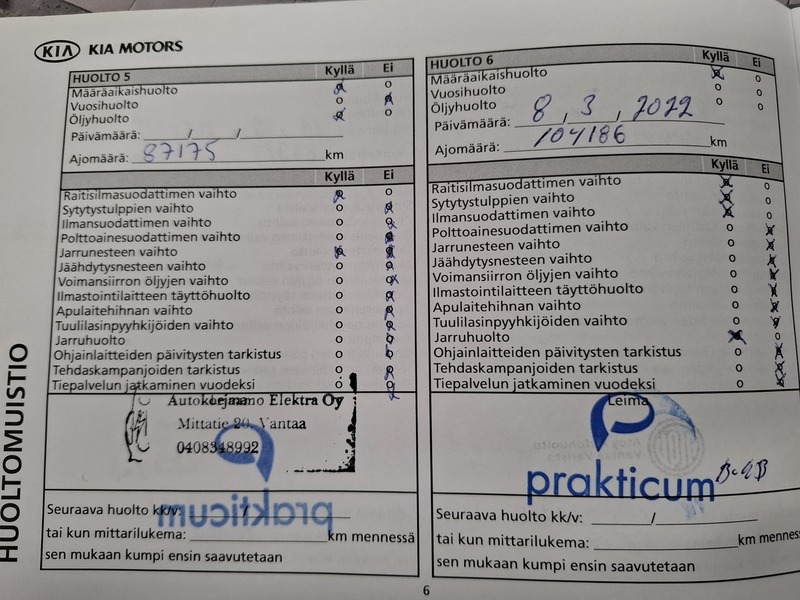 KIA KIA MOTORS
HUOLTOMUISTIO
HUOLTO 5 Kyllä Ei
Määräaikaishuolto x o
Vuosihuolto o x
Öljyhuolto x o
Päivämäärä: / /
Ajomäärä: 87175 km
Kyllä Ei
Raitisilmasuodattimen vaihto
Sytytystulppien vaihto
Ilmansuodattimen vaihto
Polttoainesuodattimen vaihto
Jarrunesteen vaihto
Jäähdytysnesteen vaihto
Voimansiirron öljyjen vaihto
Ilmastointilaitteen täyttöhuolto
Apulaitehihnan vaihto
Tuulilasinpyyhkijöiden vaihto
Jarruhuolto
Ohjainlaitteiden päivitysten tarkistus
Tehdaskampanjoiden tarkistus
Tiepalvelun jatkaminen vuodeksi
Autokorjaamo Elektra Oy
Mittatie 20, Vantaa
0408348992
prakticum
Seuraava huolto kk/v: /
tai kun mittarilukema: km mennessä
sen mukaan kumpi ensin saavutetaan
HUOLTO 6 Kyllä Ei
Määräaikaishuolto x o
Vuosihuolto o o
Öljyhuolto o o
Päivämäärä: 8, 3, 2022
Ajomäärä: 104186 km
Kyllä Ei
Raitisilmasuodattimen vaihto
Sytytystulppien vaihto
Ilmansuodattimen vaihto
Polttoainesuodattimen vaihto
Jarrunesteen vaihto
Jäähdytysnesteen vaihto
Voimansiirron öljyjen vaihto
Ilmastointilaitteen täyttöhuolto
Apulaitehihnan vaihto
Tuulilasinpyyhkijöiden vaihto
Jarruhuolto
Ohjainlaitteiden päivitysten tarkistus
Tehdaskampanjoiden tarkistus
Tiepalvelun jatkaminen vuodeksi
Leima
prakticum
Seuraava huolto kk/v: /
tai kun mittarilukema: km menness
sen mukaan kumpi ensin saavutetaan
6